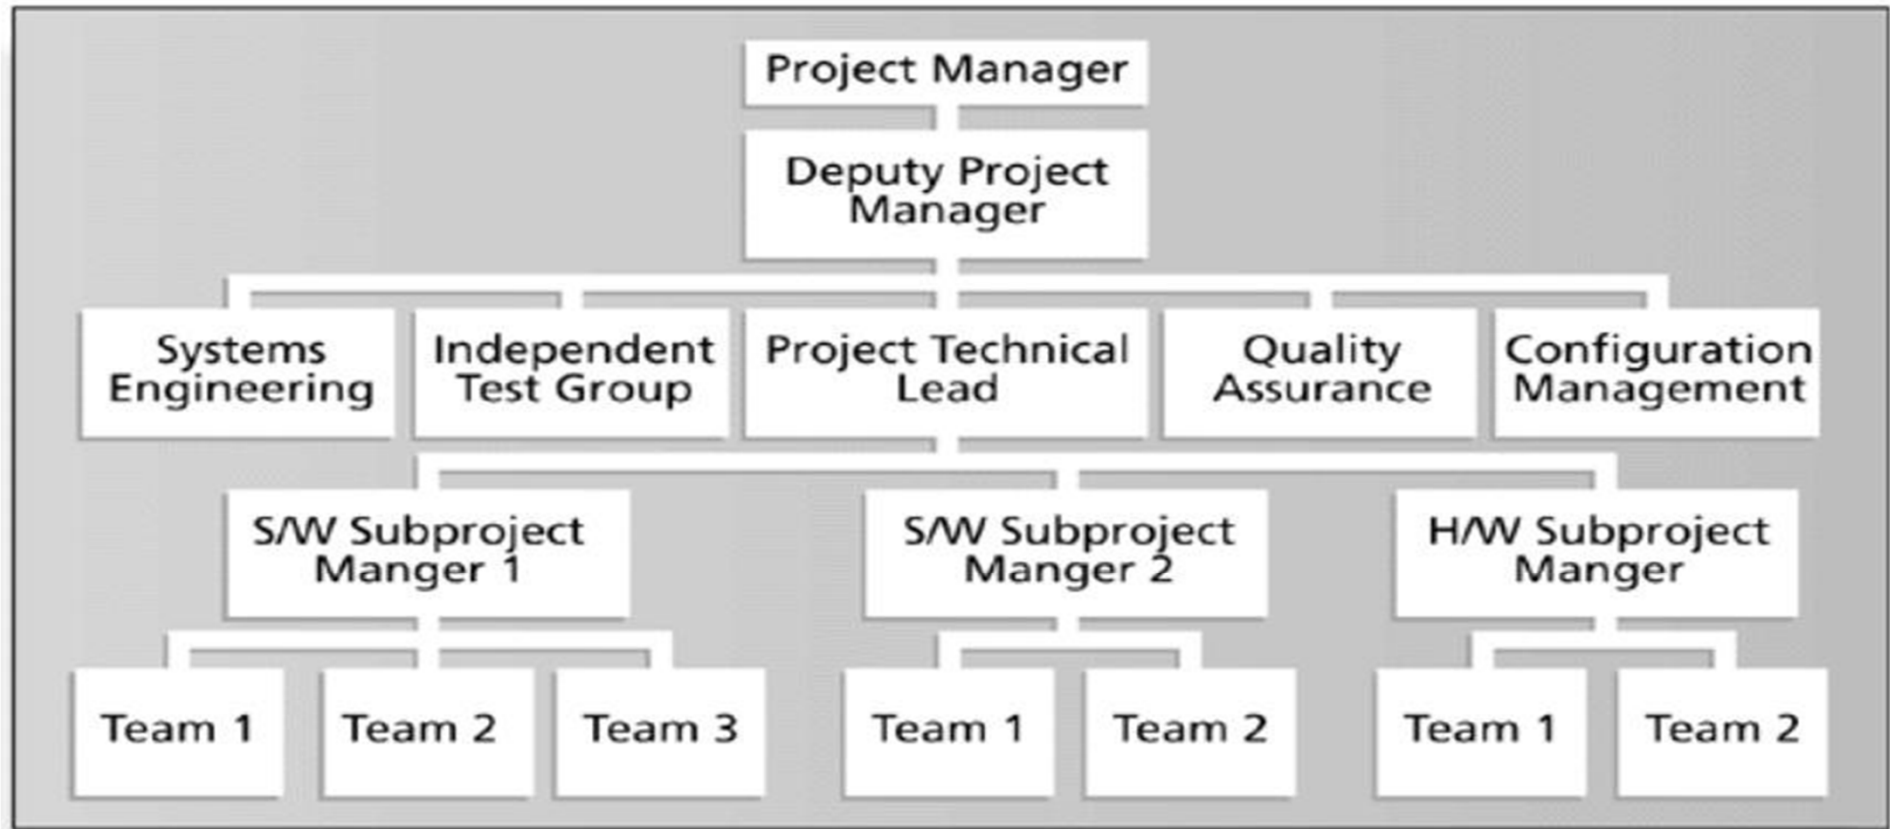 Project Manager
Deputy Project
Manager
Systems
Engineering
Independent
Test Group
Project Technical
Lead
Quality
Assurance
Configuration
Management
S/W Subproject
Manger 1
S/W Subproject
Manger 2
H/W Subproject
Manger
Team 1
Team 2
Team 3
Team 1
Team 2
Team 1
Team 2